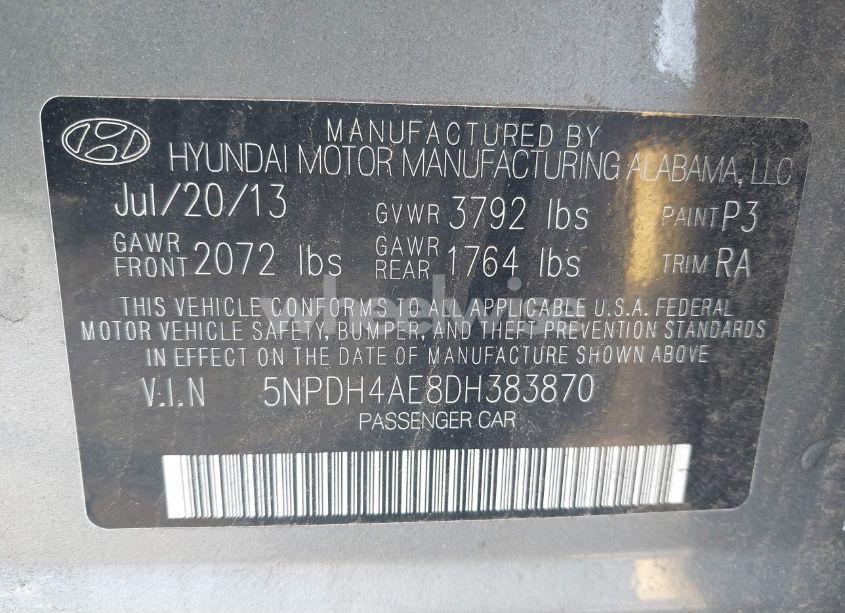 MANUFACTURED BY
HYUNDAI MOTOR MANUFACTURING ALABAMA, LLC
Jul/20/13 GVWR 3792 lbs PAINT P3
GAWR FRONT 2072 lbs GAWR REAR 1764 lbs TRIM RA
THIS VEHICLE CONFORMS TO ALL APPLICABLE U.S.A. FEDERAL
MOTOR VEHICLE SAFETY, BUMPER, AND THEFT PREVENTION STANDARDS
IN EFFECT ON THE DATE OF MANUFACTURE SHOWN ABOVE
V.I.N 5NPDH4AE8DH383870
PASSENGER CAR